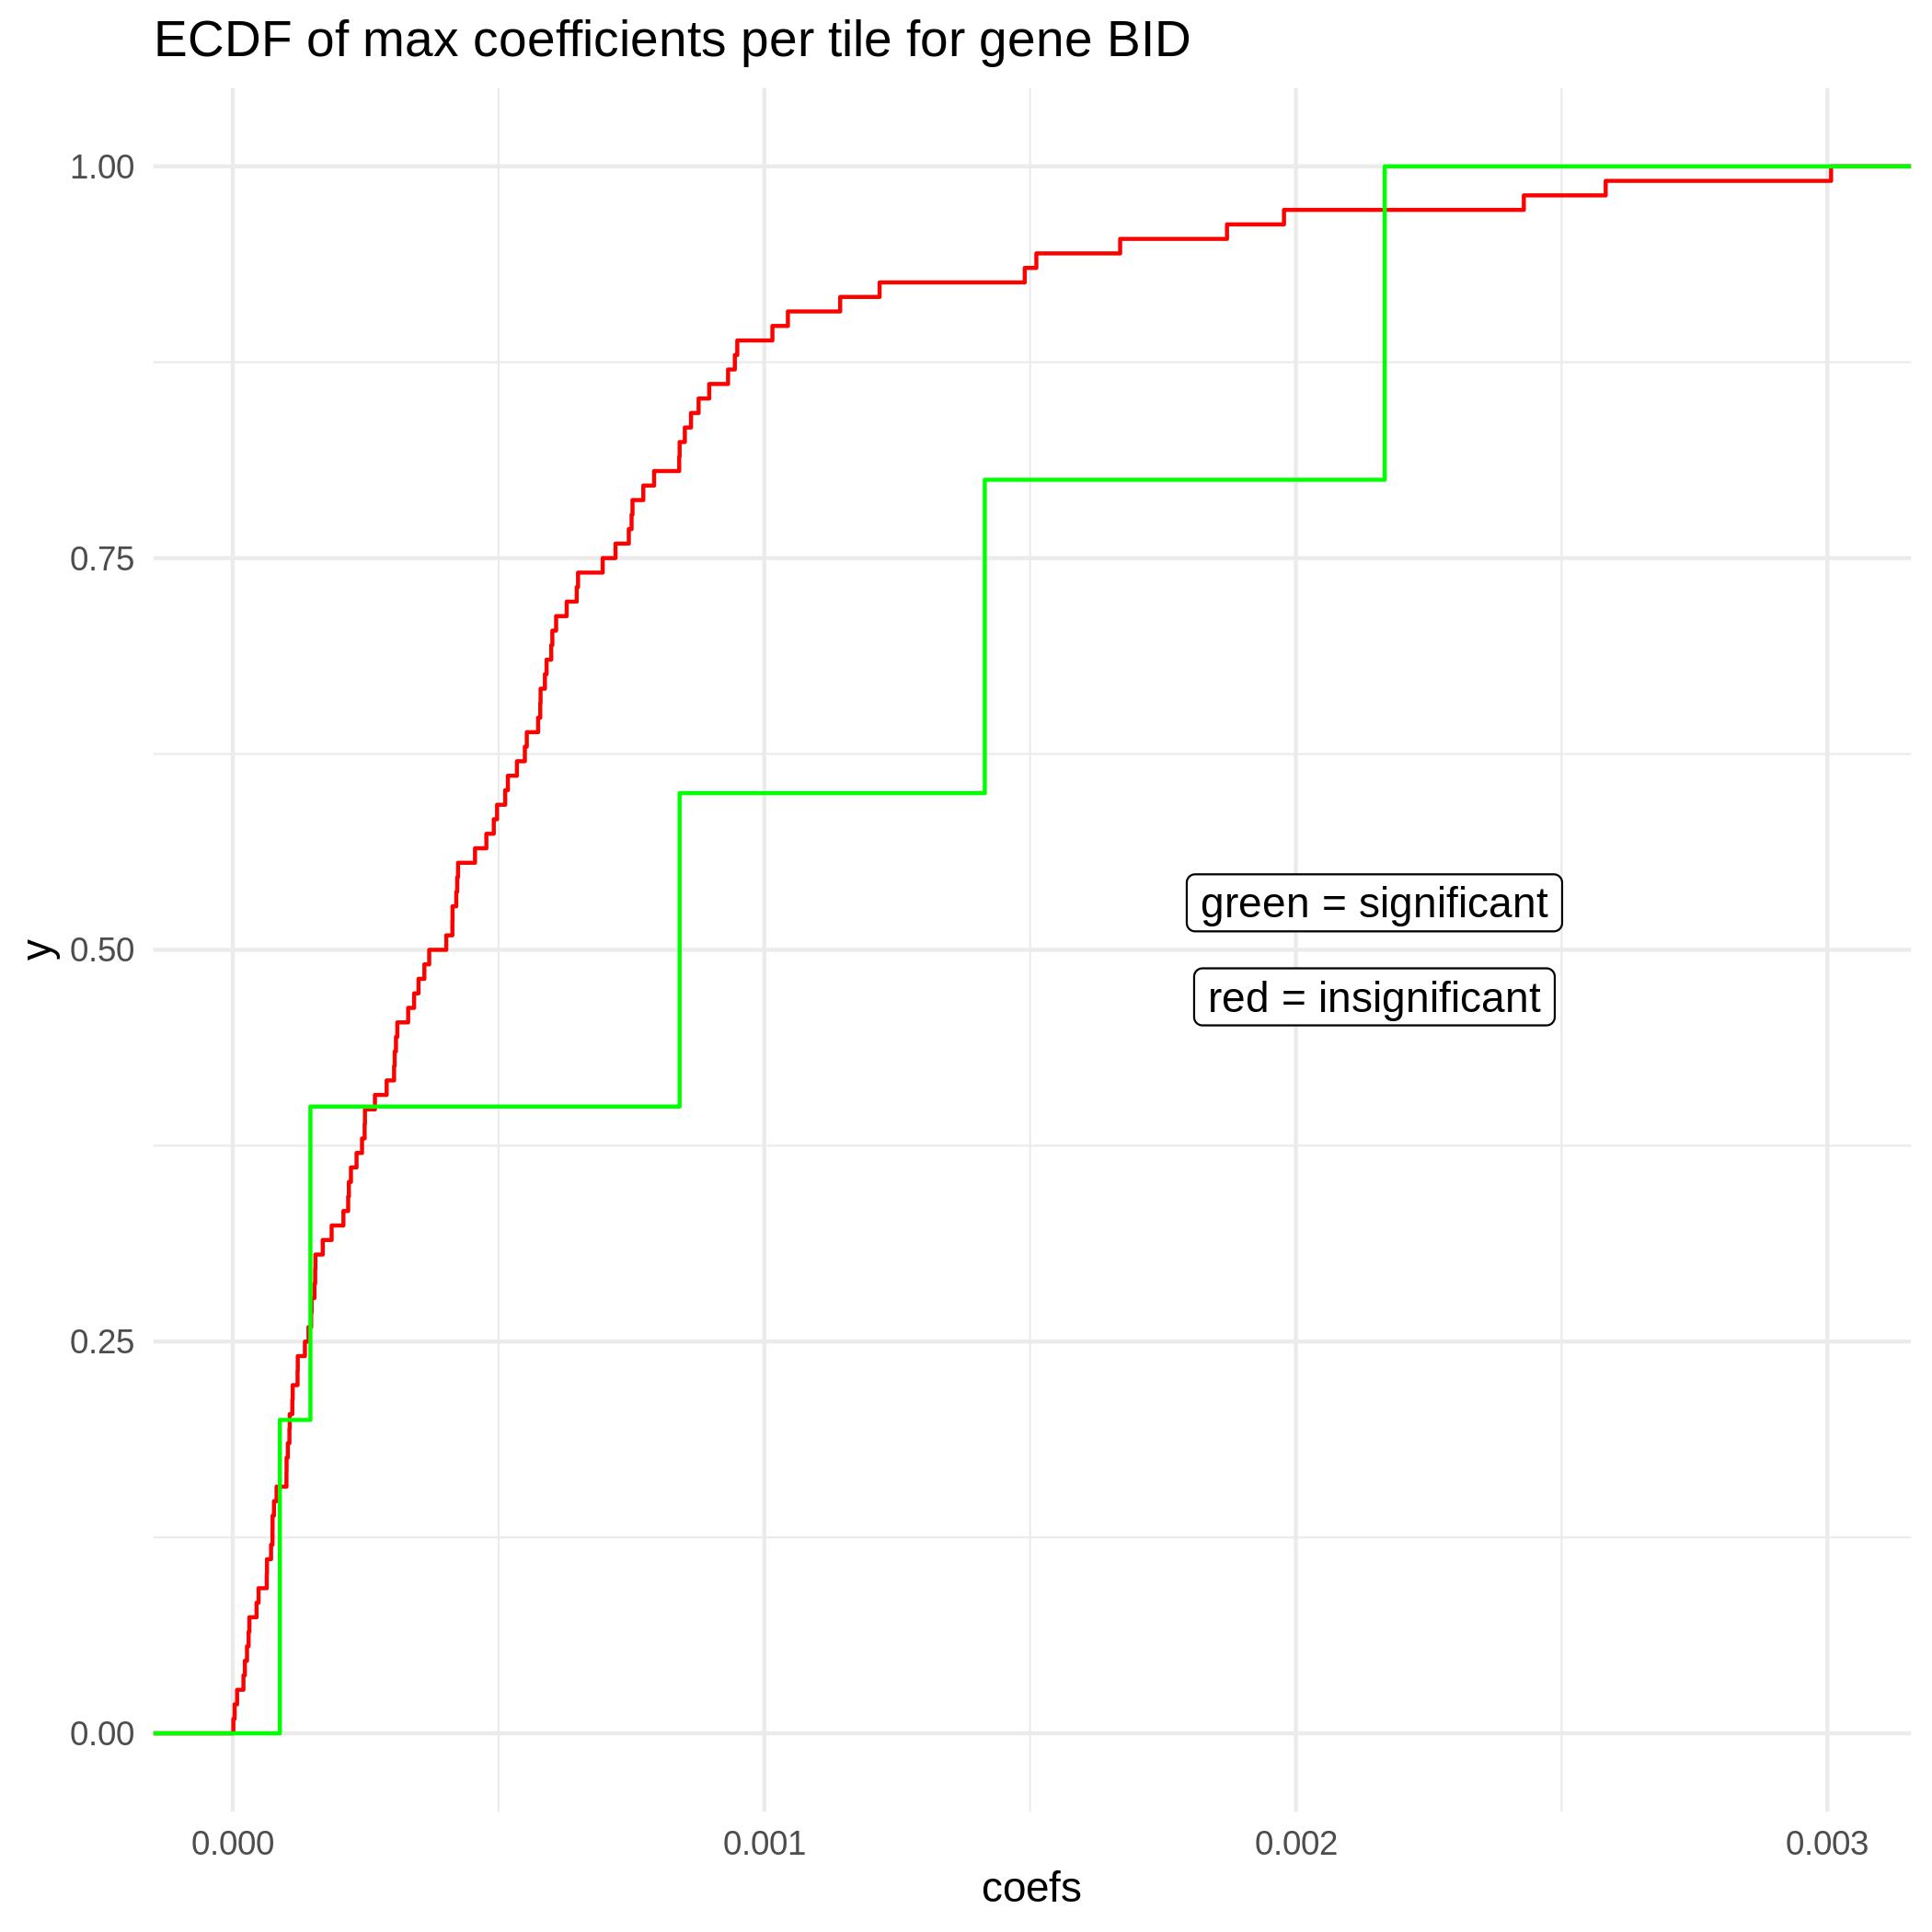 ECDF of max coefficients per tile for gene BID
1.00
0.75
0.50
0.25
0.00
y
green = significant
red = insignificant
0.000
0.001
0.002
0.003
coefs